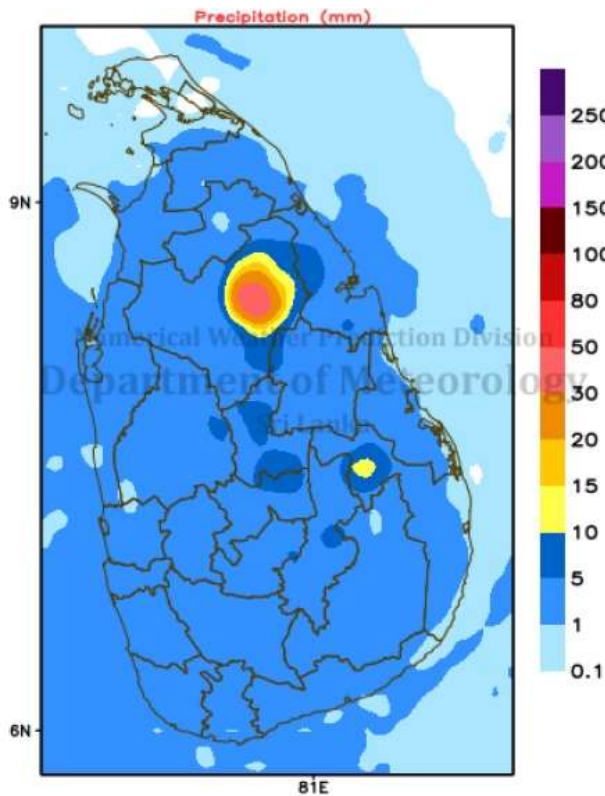 Precipitation (mm)
9N
6N
81E
Numerical Weather Prediction Division
Department of Meteorology
Sri Lanka
250
200
150
100
80
50
30
20
15
10
5
1
0.1